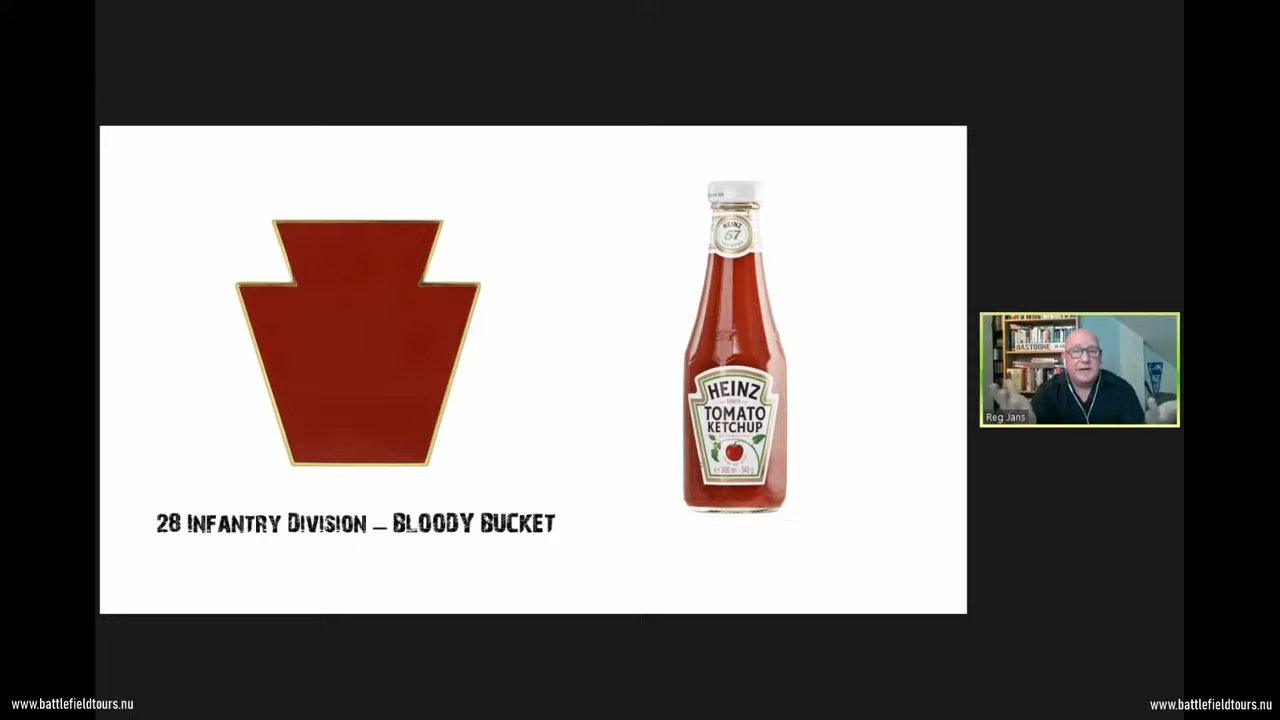 28 INFANTRY DIVISION – BLOODY BUCKET
HEINZ
57
HEINZ
TOMATO
KETCHUP
BASTOGNE
Reg Jans
www.battlefieldtours.nu
www.battlefieldtours.nu